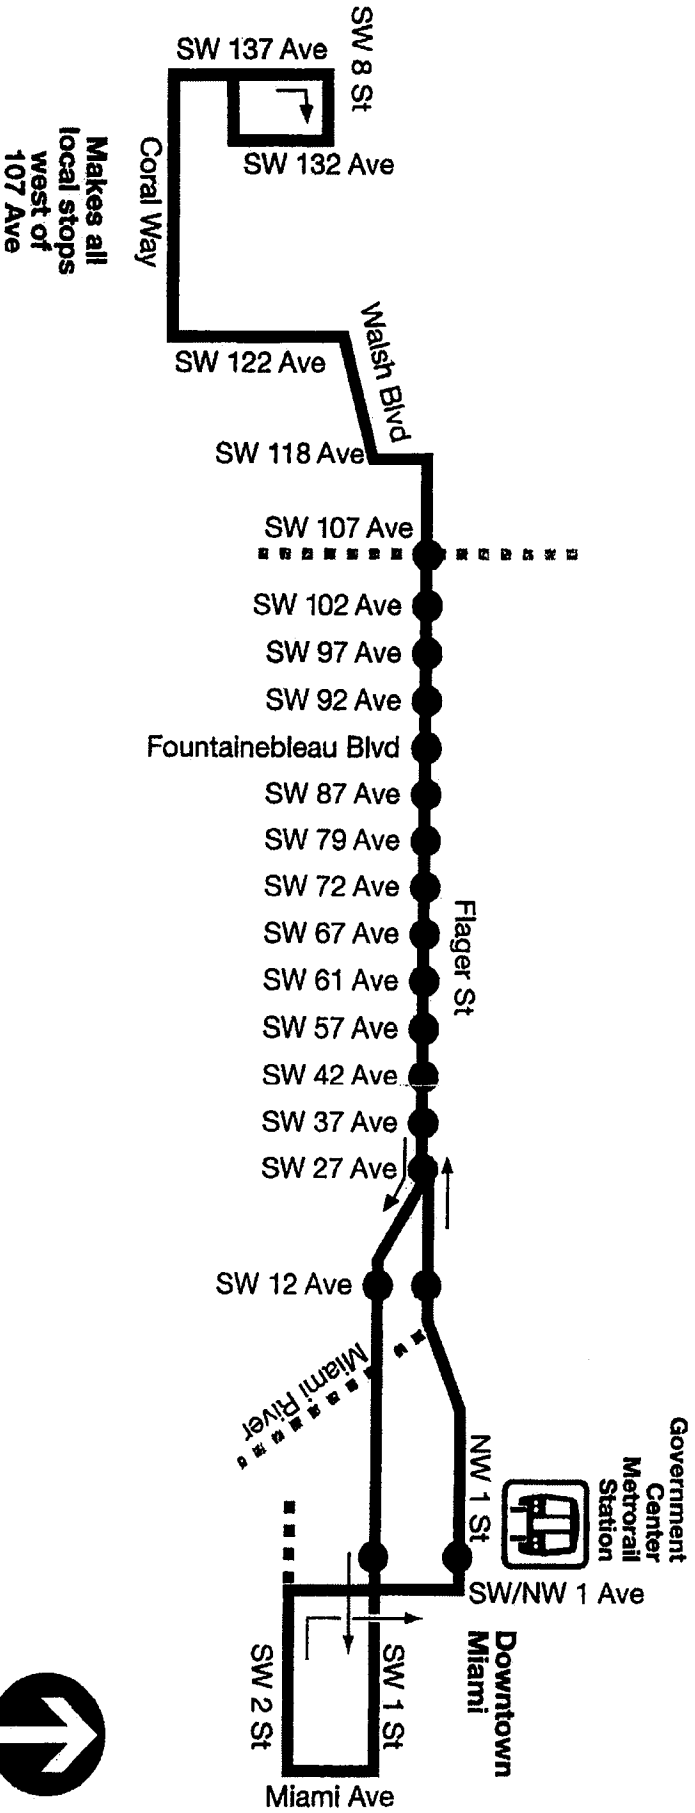 SW 137 Ave
SW 8 St
SW 132 Ave
Coral Way
Makes all
local stops
west of
107 Ave
SW 122 Ave
Walsh Blvd
SW 118 Ave
SW 107 Ave
SW 102 Ave
SW 97 Ave
SW 92 Ave
Fountainebleau Blvd
SW 87 Ave
SW 79 Ave
SW 72 Ave
SW 67 Ave
Flager St
SW 61 Ave
SW 57 Ave
SW 42 Ave
SW 37 Ave
SW 27 Ave
SW 12 Ave
Miami River
NW 1 St
Government
Center
Metrorail
Station
SW/NW 1 Ave
Downtown
Miami
SW 1 St
SW 2 St
Miami Ave